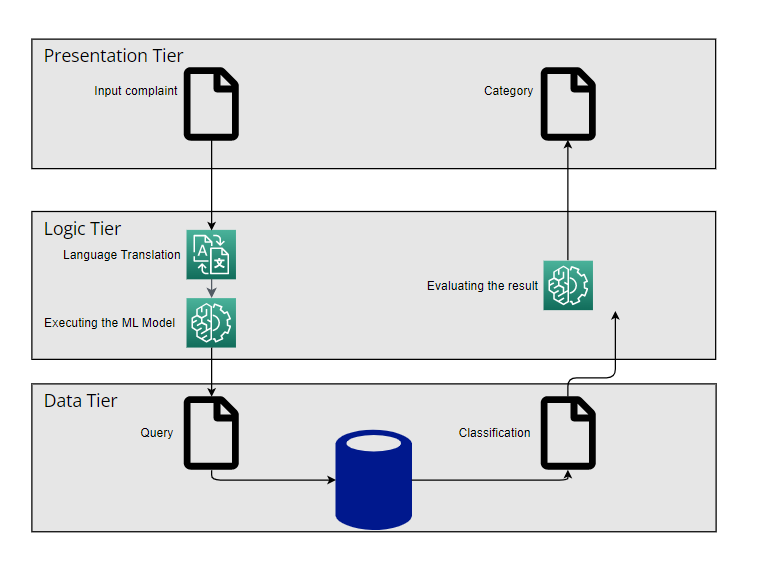 Presentation Tier
Input complaint
Category
Logic Tier
Language Translation
A
文
Evaluating the result
Executing the ML Model
Data Tier
Query
Classification